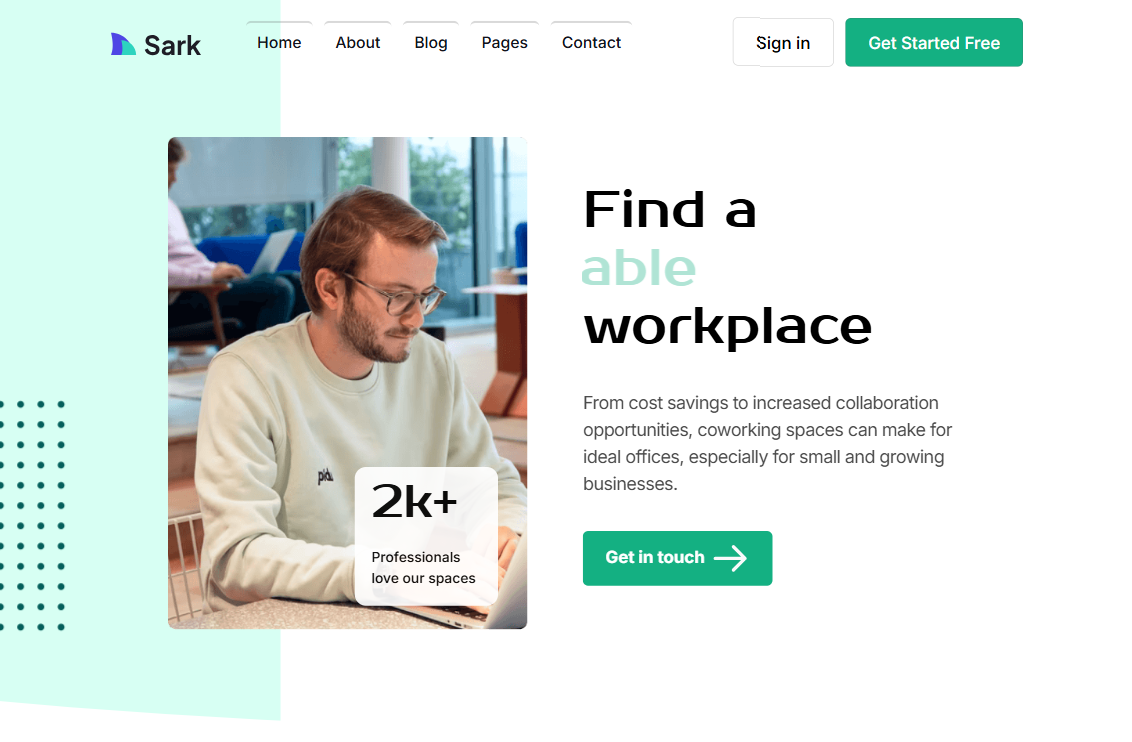 Sark
Home
About
Blog
Pages
Contact
Sign in
Get Started Free
Find a
able
workplace
From cost savings to increased collaboration
opportunities, coworking spaces can make for
ideal offices, especially for small and growing
businesses.
Get in touch
2k+
Professionals
love our spaces